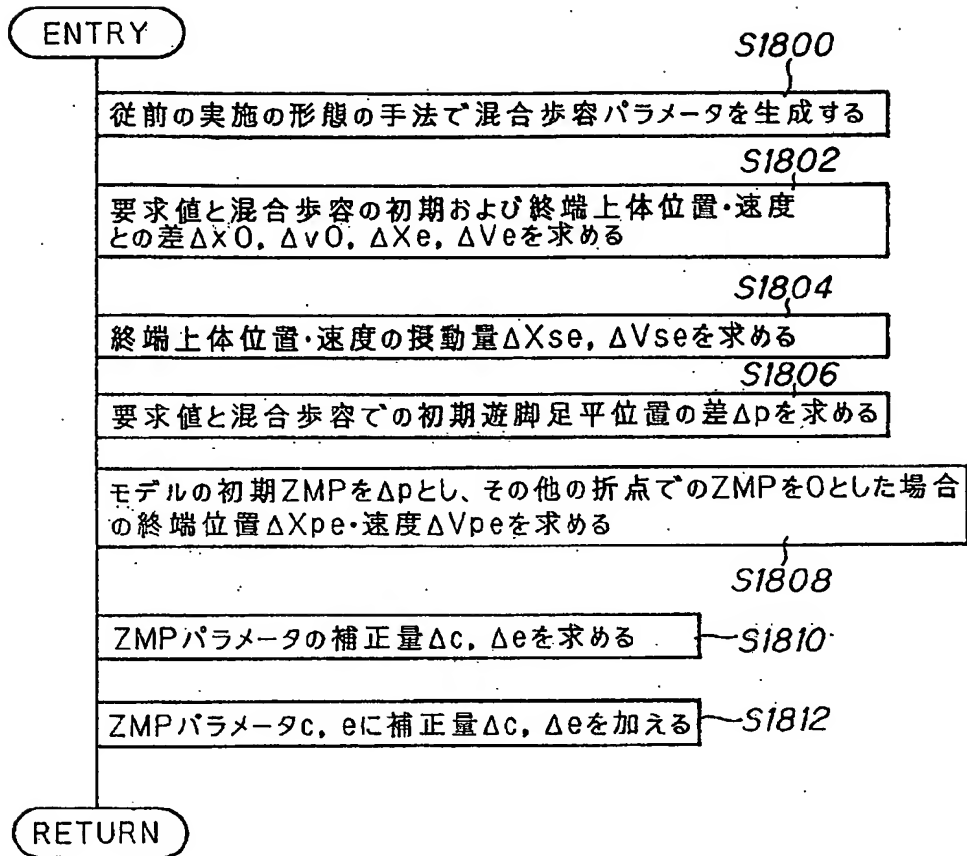 ENTRY
S1800
従前の実施の形態の手法で混合歩容パラメータを生成する
S1802
要求値と混合歩容の初期および終端上体位置・速度
との差Δx0, Δv0, ΔXe, ΔVeを求める
S1804
終端上体位置・速度の摂動量ΔXse, ΔVseを求める
S1806
要求値と混合歩容での初期遊脚足平位置の差Δpを求める
モデルの初期ZMPをΔpとし、その他の折点でのZMPを0とした場合
の終端位置ΔXpe・速度ΔVpeを求める
S1808
ZMPパラメータの補正量Δc, Δeを求める
S1810
ZMPパラメータc, eに補正量Δc, Δeを加える
S1812
RETURN